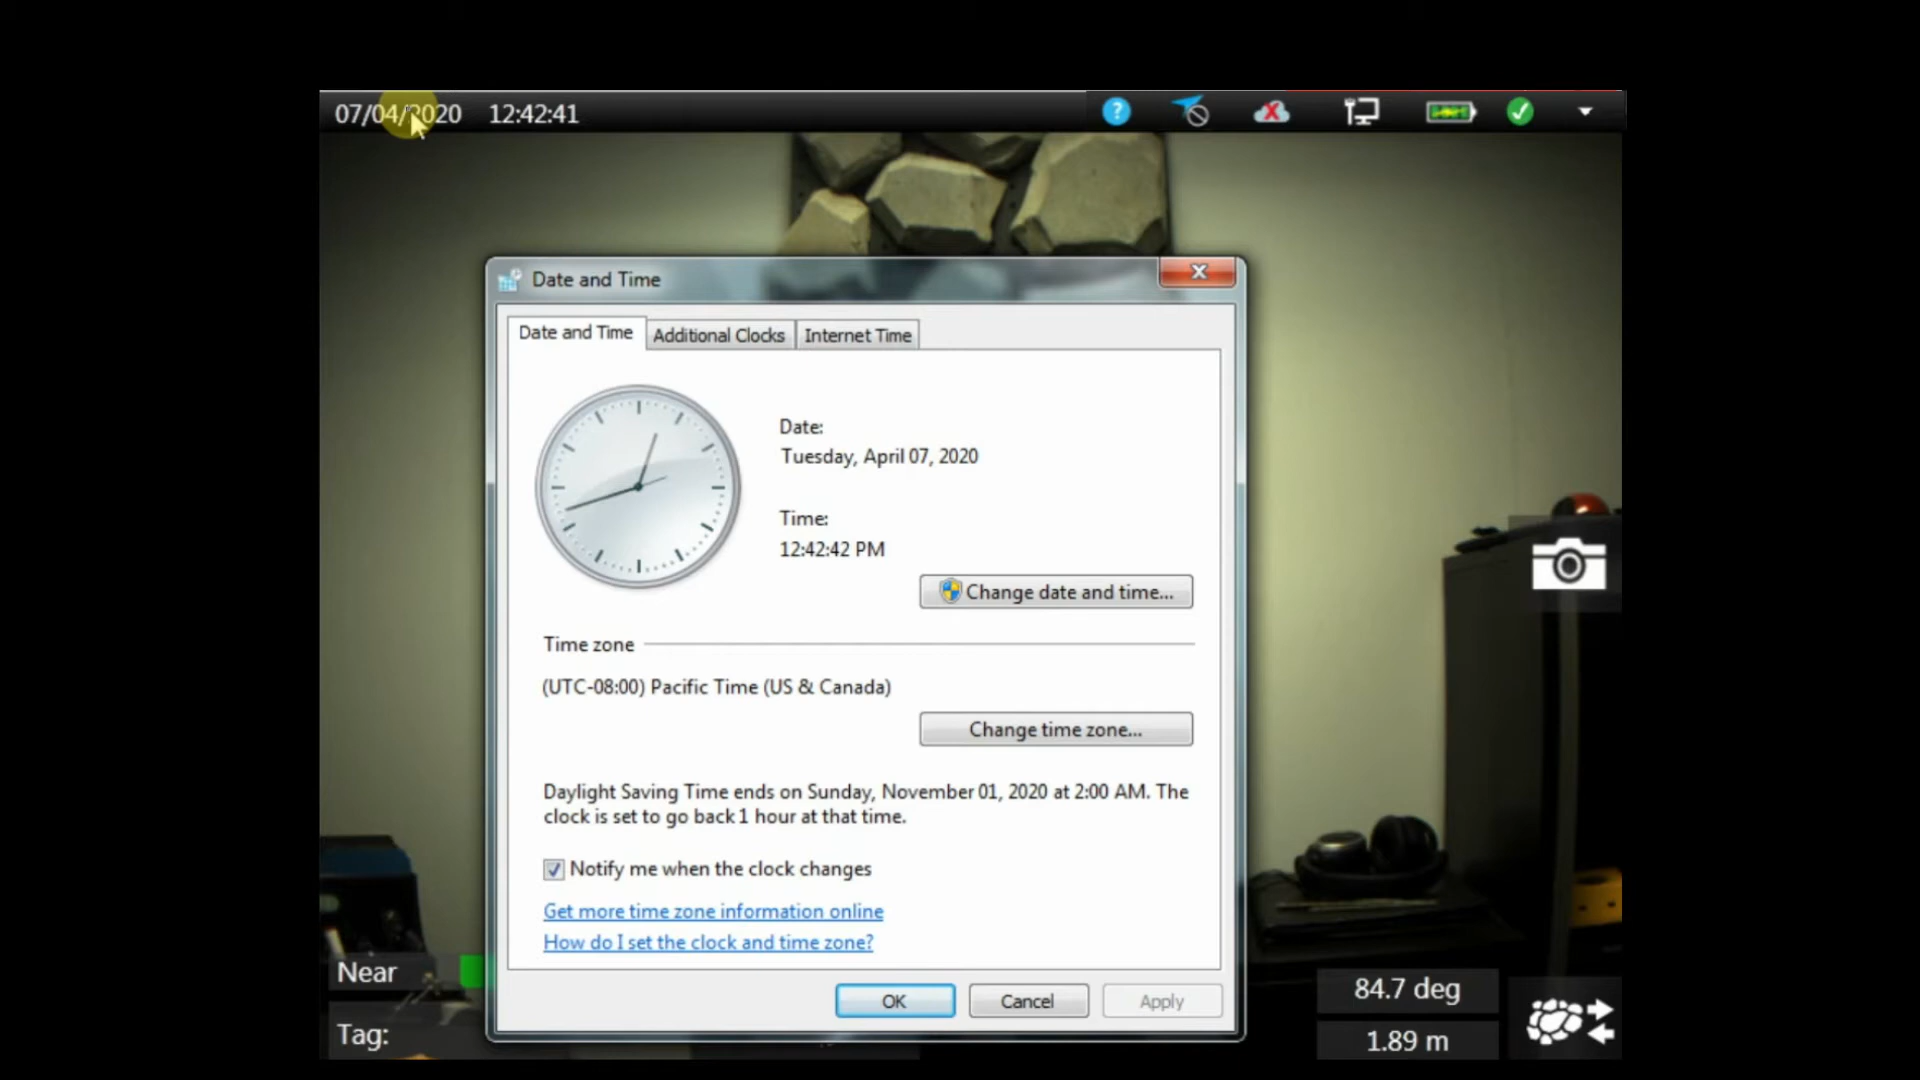 07/04/2020 12:42:41
?
Date and Time
Date and Time Additional Clocks Internet Time
Date:
Tuesday, April 07, 2020
Time:
12:42:42 PM
Change date and time...
Time zone
(UTC-08:00) Pacific Time (US & Canada)
Change time zone...
Daylight Saving Time ends on Sunday, November 01, 2020 at 2:00 AM. The
clock is set to go back 1 hour at that time.
Notify me when the clock changes
Get more time zone information online
How do I set the clock and time zone?
OK Cancel Apply
Near
Tag:
84.7 deg
1.89 m